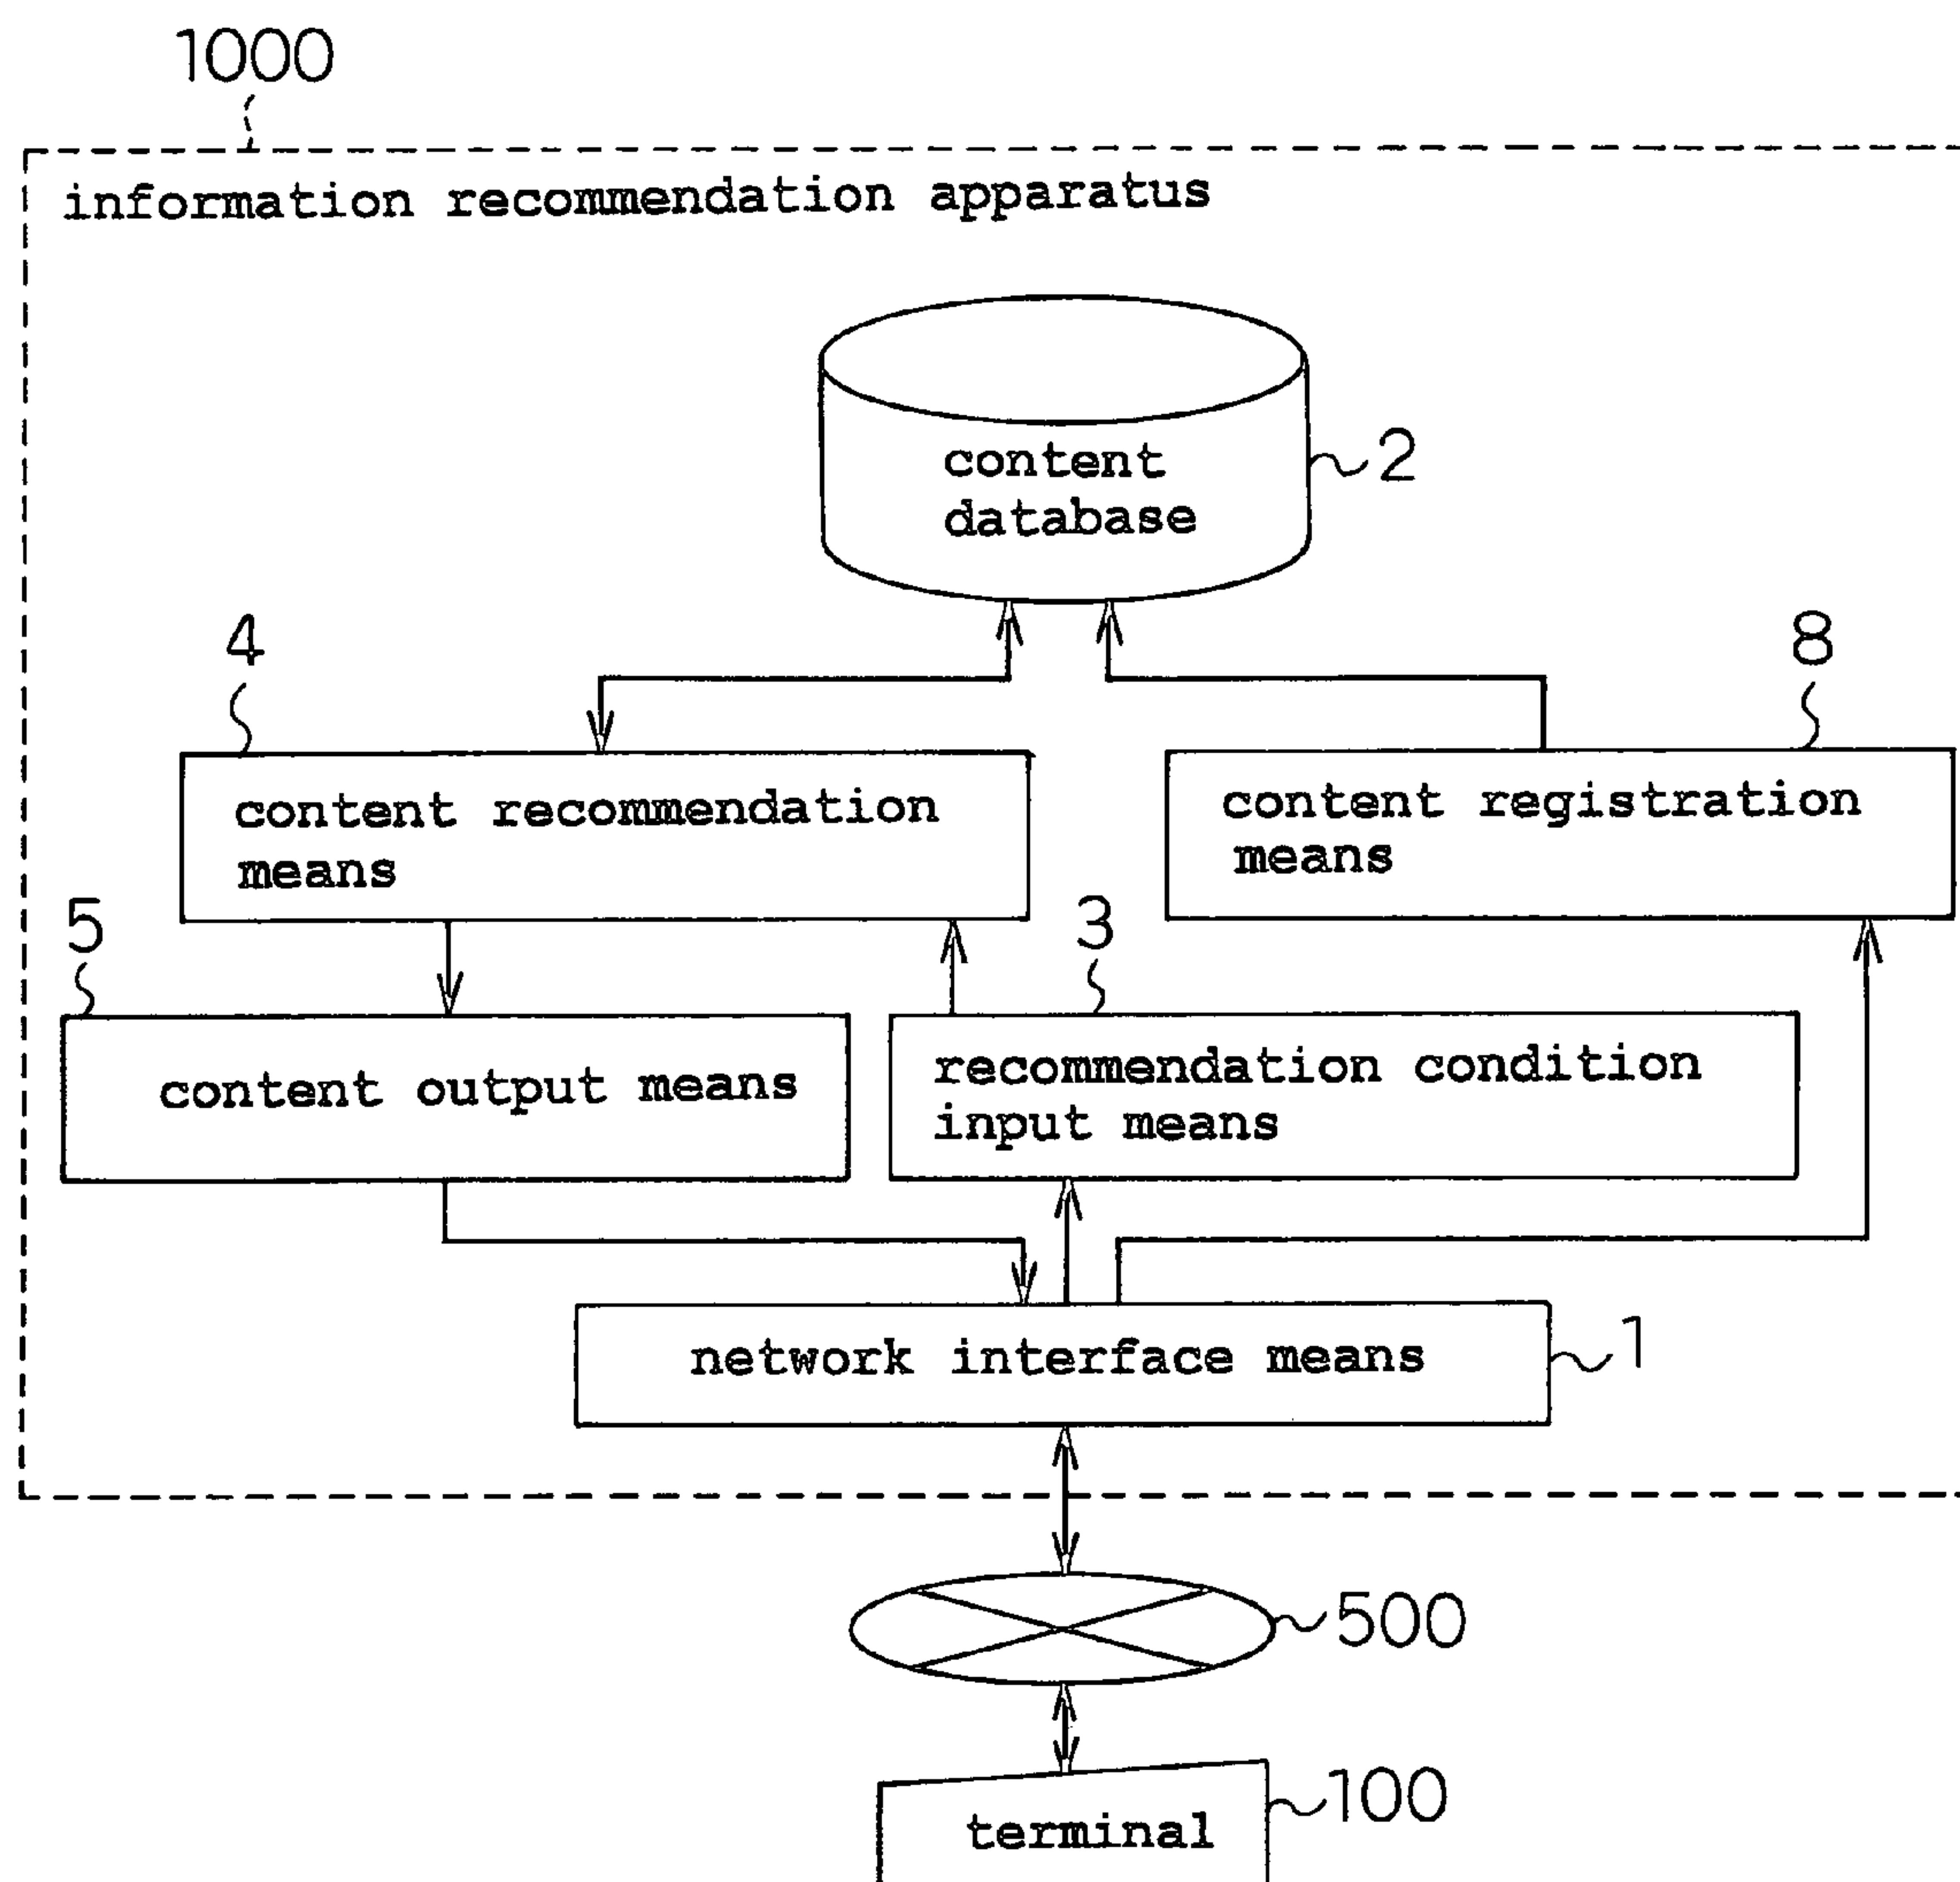 1000
information recommendation apparatus
content
database
2
4
8
content recommendation
means
content registration
means
5
3
content output means
recommendation condition
input means
network interface means
1
500
100
terminal